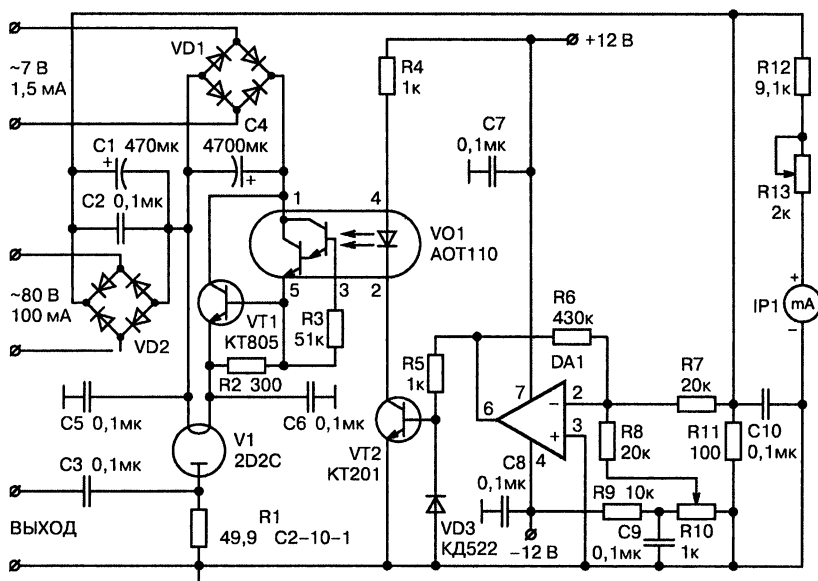 ~7 В
1,5 мА
VD1
C1 470мк
+
C4
4700мк
+
C2 0,1мк
~80 В
100 мА
VD2
1
4
VO1
АОТ110
5
3
2
VT1
КТ805
R3
51к
R2 300
R4
1к
+12 В
C7
0,1мк
R12
9,1к
R13
2к
+
IP1
mA
–
R6
430к
DA1
R5
1к
7
6
–
2
+
3
4
R7
20к
R8
20к
R11
100
C10
0,1мк
C5 0,1мк
C6 0,1мк
V1
2D2C
VT2
КТ201
C8
0,1мк
R9 10к
C3 0,1мк
ВЫХОД
R1
49,9 С2–10–1
VD3
КД522
–12 В
C9
0,1мк
R10
1к